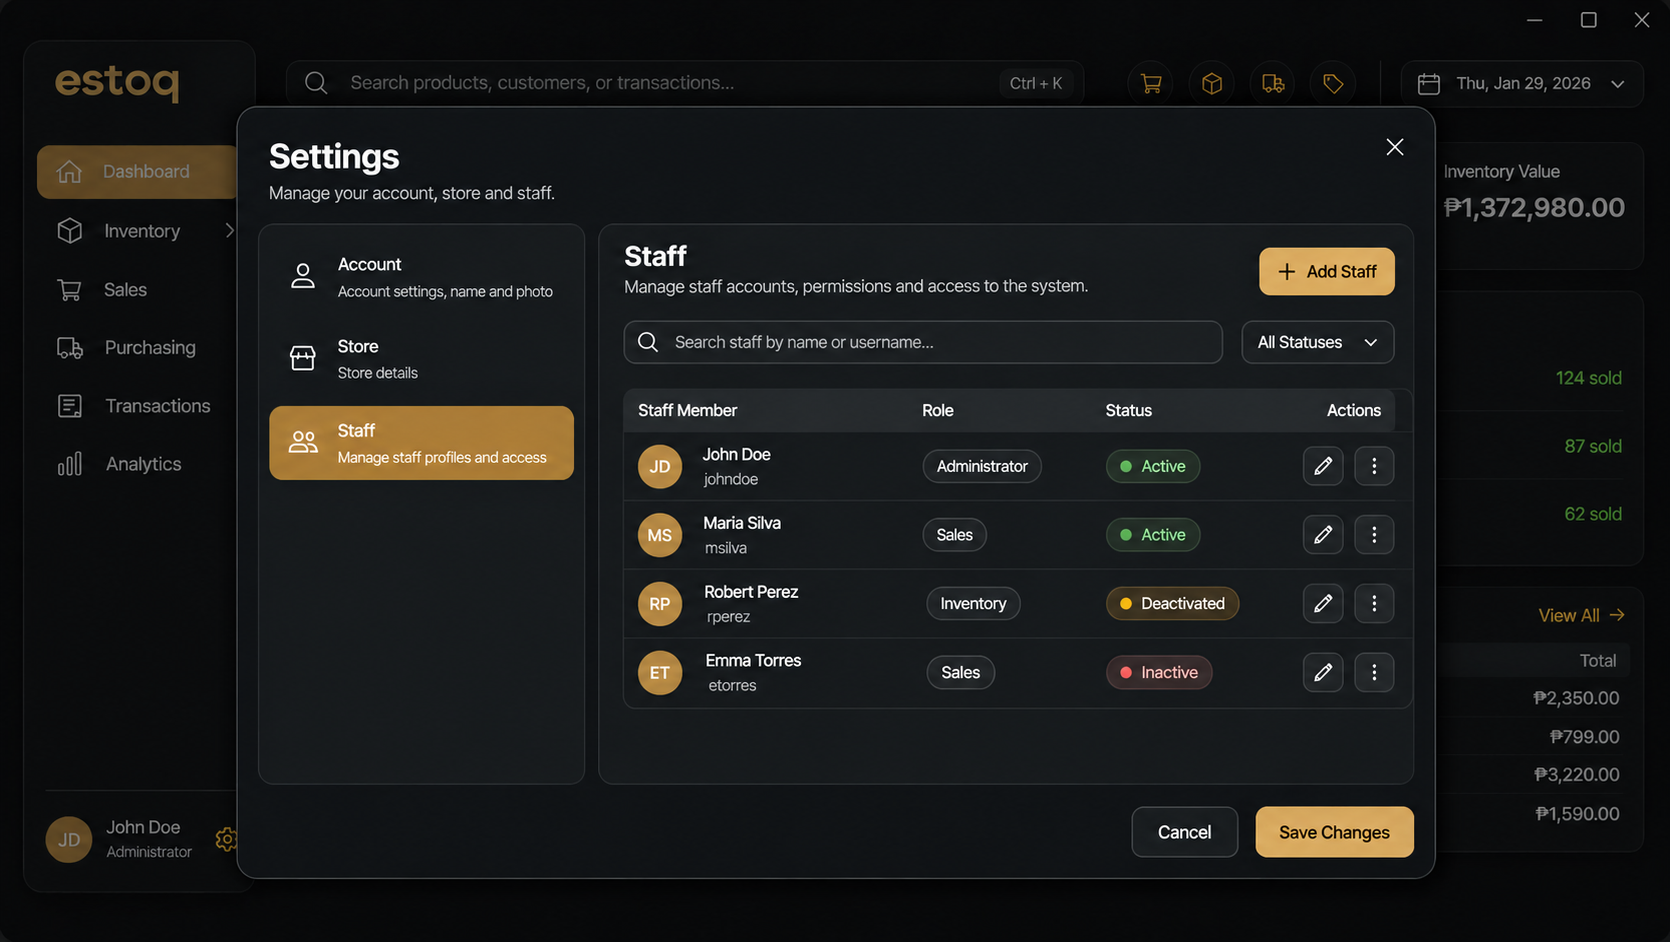 estoq
Search products, customers, or transactions...
Ctrl + K
Thu, Jan 29, 2026
Dashboard
Inventory
Sales
Purchasing
Transactions
Analytics
JD
John Doe
Administrator
Settings
Manage your account, store and staff.
Account
Account settings, name and photo
Store
Store details
Staff
Manage staff profiles and access
Staff
Manage staff accounts, permissions and access to the system.
+ Add Staff
Search staff by name or username...
All Statuses
Staff Member Role Status Actions
JD John Doe Administrator Active
johndoe
MS Maria Silva Sales Active
msilva
RP Robert Perez Inventory Deactivated
rperez
ET Emma Torres Sales Inactive
etorres
Cancel
Save Changes
Inventory Value
₱1,372,980.00
124 sold
87 sold
62 sold
View All →
Total
₱2,350.00
₱799.00
₱3,220.00
₱1,590.00